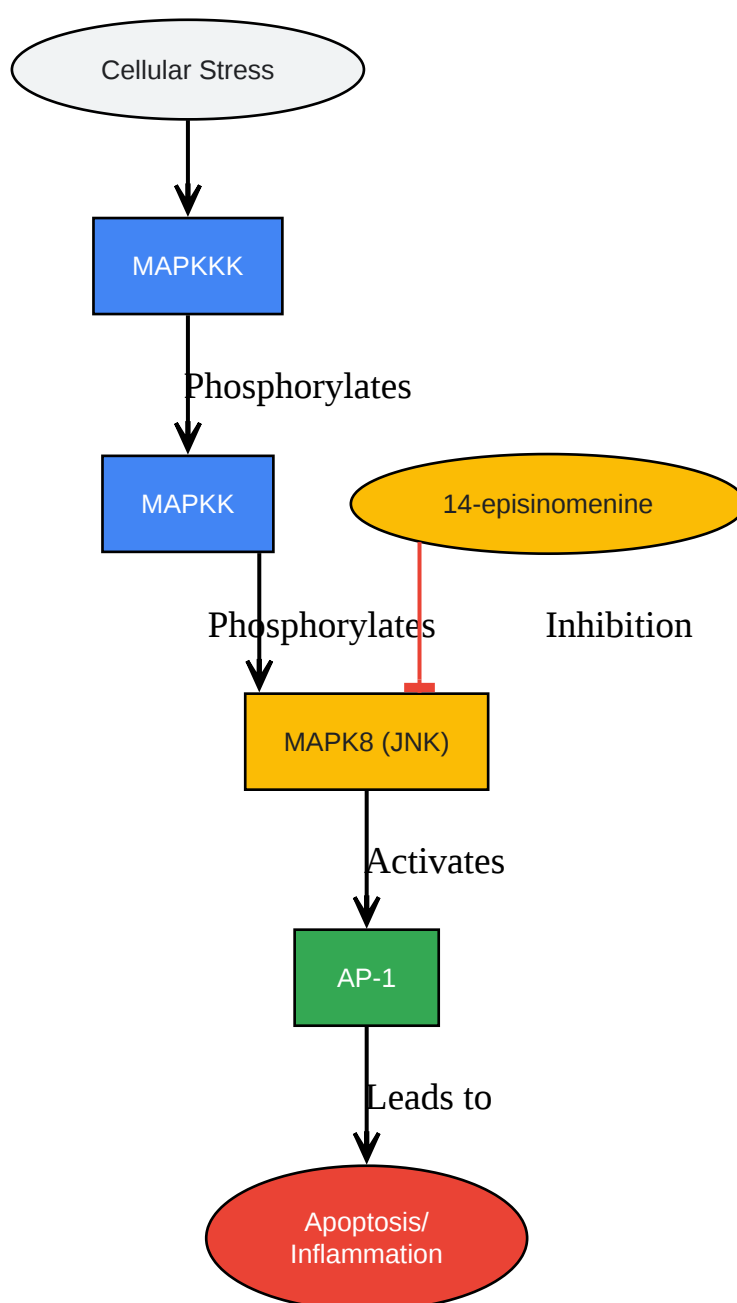 Cellular Stress
MAPKKK
Phosphorylates
MAPKK
14-episinomenine
Phosphorylates
Inhibition
MAPK8 (JNK)
Activates
AP-1
Leads to
Apoptosis/
Inflammation